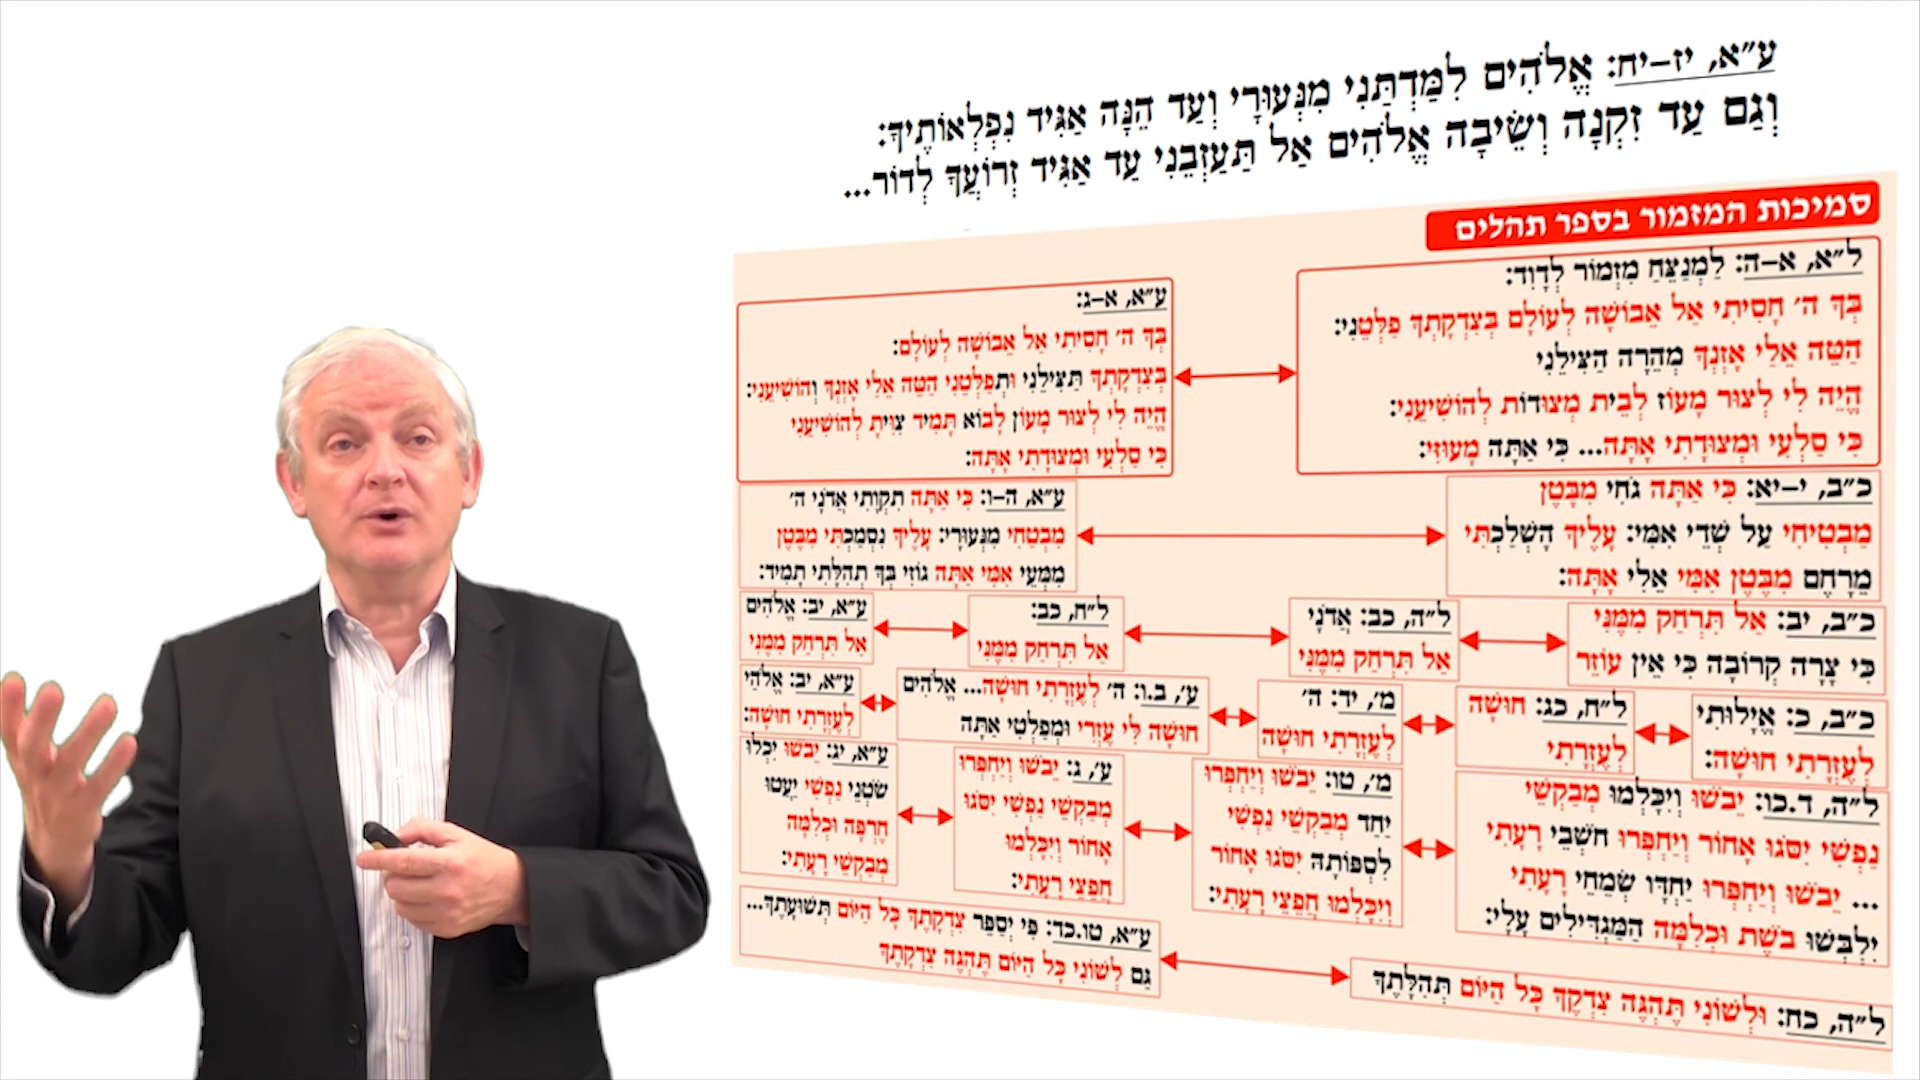 ע״א, יז–יח: אֱלֹהִים לִמַּדְתַּנִי מִנְּעוּרָי וְעַד הֵנָּה אַגִּיד נִפְלְאוֹתֶיךָ:
וְגַם עַד זִקְנָה וְשֵׂיבָה אֱלֹהִים אַל תַּעַזְבֵנִי עַד אַגִּיד זְרוֹעֲךָ לְדוֹר...
סמיכות המזמור בספר תהלים
ל״א, א–ה: לַמְנַצֵּחַ מִזְמוֹר לְדָוִד:
בְּךָ ה׳ חָסִיתִי אַל אֵבוֹשָׁה לְעוֹלָם בְּצִדְקָתְךָ פַלְּטֵנִי:
הַטֵּה אֵלַי אָזְנְךָ מְהֵרָה הַצִּילֵנִי
הֱיֵה לִי לְצוּר מָעוֹז לְבֵית מְצוּדוֹת לְהוֹשִׁיעֵנִי:
כִּי סַלְעִי וּמְצוּדָתִי אָתָּה... כִּי אַתָּה מָעוּזִּי:
ע״א, א–ג:
בְּךָ ה׳ חָסִיתִי אַל אֵבוֹשָׁה לְעוֹלָם:
בְּצִדְקָתְךָ תַּצִּילֵנִי וּתְפַלְּטֵנִי הַטֵּה אֵלַי אָזְנְךָ וְהוֹשִׁיעֵנִי:
הֱיֵה לִי לְצוּר מָעוֹן לָבוֹא תָּמִיד צִוִּיתָ לְהוֹשִׁיעֵנִי
כִּי סַלְעִי וּמְצוּדָתִי אָתָּה:
כ״ב, י–יא: כִּי אַתָּה גֹחִי מִבָּטֶן
מַבְטִיחִי עַל שְׁדֵי אִמִּי: עָלֶיךָ הָשְׁלַכְתִּי
מֵרָחֶם מִבֶּטֶן אִמִּי אֵלִי אָתָּה:
ע״א, ה–ו: כִּי אַתָּה תִקְוָתִי אֲדֹנָי ה׳
מִבְטַחִי מִנְּעוּרָי: עָלֶיךָ נִסְמַכְתִּי מִבֶּטֶן
מִמְּעֵי אִמִּי אַתָּה גוֹזִי בְּךָ תְהִלָּתִי תָמִיד:
כ״ב, יב: אַל תִּרְחַק מִמֶּנִּי
כִּי צָרָה קְרוֹבָה כִּי אֵין עוֹזֵר
ל״ה, כב: אֲדֹנָי
אַל תִּרְחַק מִמֶּנִּי
ל״ח, כב:
אַל תִּרְחַק מִמֶּנִּי
ע״א, יב: אֱלֹהִים
אַל תִּרְחַק מִמֶּנִּי
כ״ב, כ: אֱיָלוּתִי
לְעֶזְרָתִי חוּשָׁה:
ל״ח, כג: חוּשָׁה
לְעֶזְרָתִי
מ׳, יד: ה׳
לְעֶזְרָתִי חוּשָׁה
ע׳, ב.ו: ה׳ לְעֶזְרָתִי חוּשָׁה... אֱלֹהִים
חוּשָׁה לִּי עֶזְרִי וּמְפַלְטִי אַתָּה
ע״א, יב: אֱלֹהַי
לְעֶזְרָתִי חוּשָׁה:
ל״ה, ד.כו: יֵבֹשׁוּ וְיִכָּלְמוּ מְבַקְשֵׁי
נַפְשִׁי יִסֹּגוּ אָחוֹר וְיַחְפְּרוּ חֹשְׁבֵי רָעָתִי
... יֵבֹשׁוּ וְיַחְפְּרוּ יַחְדָּו שְׂמֵחֵי רָעָתִי
יִלְבְּשׁוּ בֹשֶׁת וּכְלִמָּה הַמַּגְדִּילִים עָלָי:
מ׳, טו: יֵבֹשׁוּ וְיַחְפְּרוּ
יַחַד מְבַקְשֵׁי נַפְשִׁי
לִסְפּוֹתָהּ יִסֹּגוּ אָחוֹר
וְיִכָּלְמוּ חֲפֵצֵי רָעָתִי:
ע׳, ג: יֵבֹשׁוּ וְיַחְפְּרוּ
מְבַקְשֵׁי נַפְשִׁי יִסֹּגוּ
אָחוֹר וְיִכָּלְמוּ
חֲפֵצֵי רָעָתִי:
ע״א, יג: יֵבֹשׁוּ יִכְלוּ
שֹׂטְנֵי נַפְשִׁי יַעֲטוּ
חֶרְפָּה וּכְלִמָּה
מְבַקְשֵׁי רָעָתִי:
ל״ה, כח: וּלְשׁוֹנִי תֶּהְגֶּה צִדְקֶךָ כָּל הַיּוֹם תְּהִלָּתֶךָ
ע״א, טו.כד: פִּי יְסַפֵּר צִדְקָתֶךָ כָּל הַיּוֹם תְּשׁוּעָתֶךָ...
גַּם לְשׁוֹנִי כָּל הַיּוֹם תֶּהְגֶּה צִדְקָתֶךָ